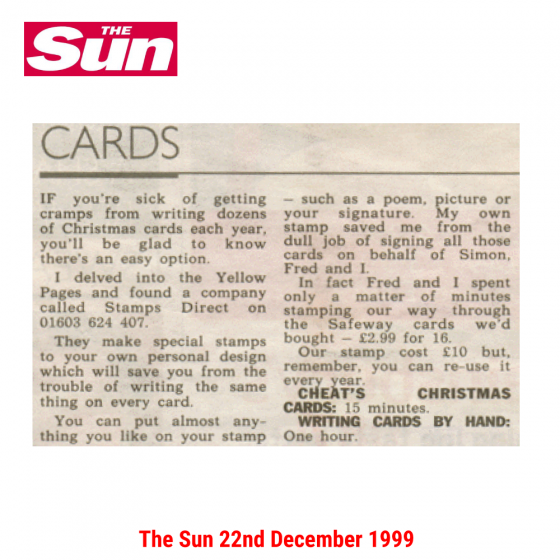 THE
Sun
CARDS
IF you're sick of getting
cramps from writing dozens
of Christmas cards each year,
you'll be glad to know
there's an easy option.
I delved into the Yellow
Pages and found a company
called Stamps Direct on
01603 624 407.
They make special stamps
to your own personal design
which will save you from the
trouble of writing the same
thing on every card.
You can put almost any-
thing you like on your stamp
– such as a poem, picture or
your signature. My own
stamp saved me from the
dull job of signing all those
cards on behalf of Simon,
Fred and I.
In fact Fred and I spent
only a matter of minutes
stamping our way through
the Safeway cards we'd
bought – £2.99 for 16.
Our stamp cost £10 but,
remember, you can re-use it
every year.
CHEAT'S CHRISTMAS
CARDS: 15 minutes.
WRITING CARDS BY HAND:
One hour.
The Sun 22nd December 1999